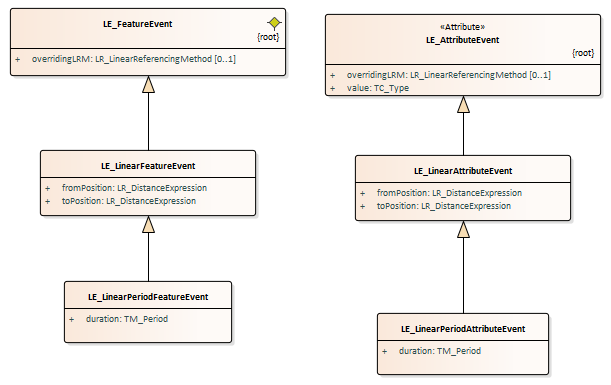 LE_FeatureEvent
{root}
+ overridingLRM: LR_LinearReferencingMethod [0..1]
LE_LinearFeatureEvent
+ fromPosition: LR_DistanceExpression
+ toPosition: LR_DistanceExpression
LE_LinearPeriodFeatureEvent
+ duration: TM_Period
«Attribute»
LE_AttributeEvent
{root}
+ overridingLRM: LR_LinearReferencingMethod [0..1]
+ value: TC_Type
LE_LinearAttributeEvent
+ fromPosition: LR_DistanceExpression
+ toPosition: LR_DistanceExpression
LE_LinearPeriodAttributeEvent
+ duration: TM_Period